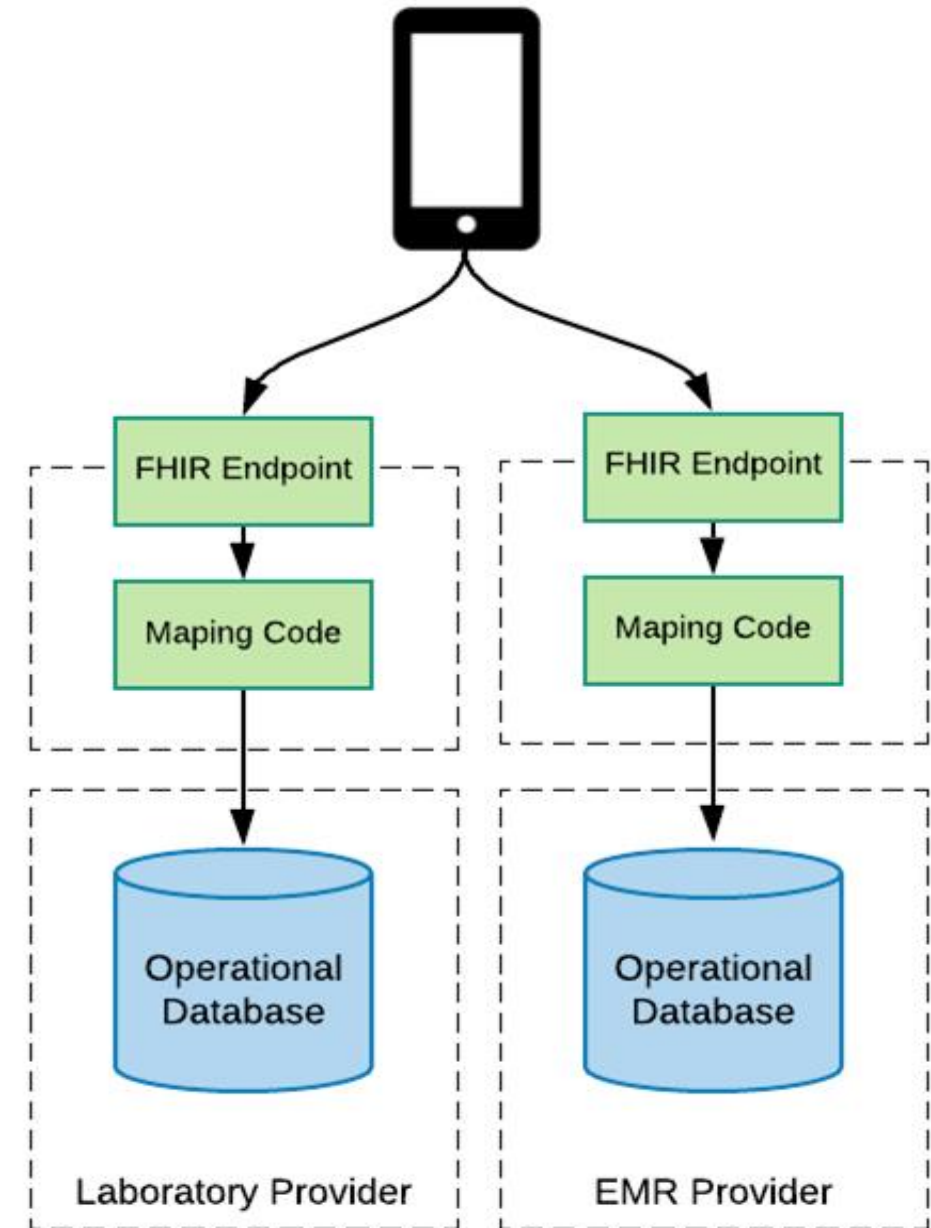 FHIR Endpoint
FHIR Endpoint
Maping Code
Maping Code
Operational
Database
Operational
Database
Laboratory Provider
EMR Provider